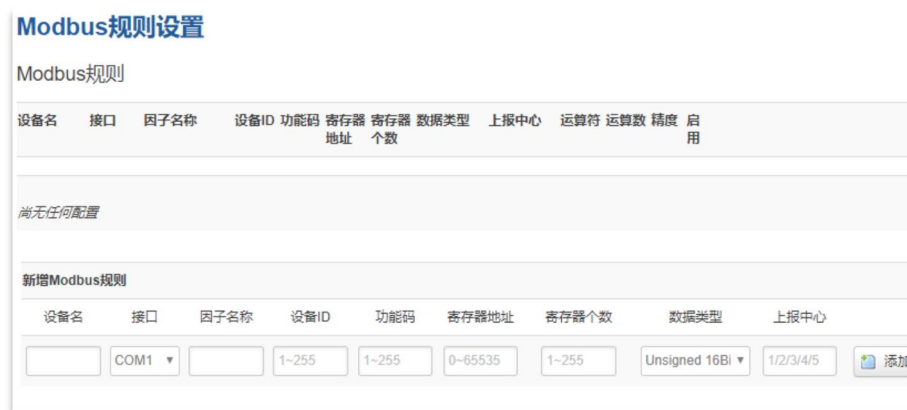 Modbus规则设置
Modbus规则
设备名 接口 因子名称 设备ID 功能码 寄存器地址 寄存器个数 数据类型 上报中心 运算符 运算数 精度 启用
尚无任何配置
新增Modbus规则
设备名 接口 因子名称 设备ID 功能码 寄存器地址 寄存器个数 数据类型 上报中心
COM1 1~255 1~255 0~65535 1~255 Unsigned 16Bi 1/2/3/4/5 添加